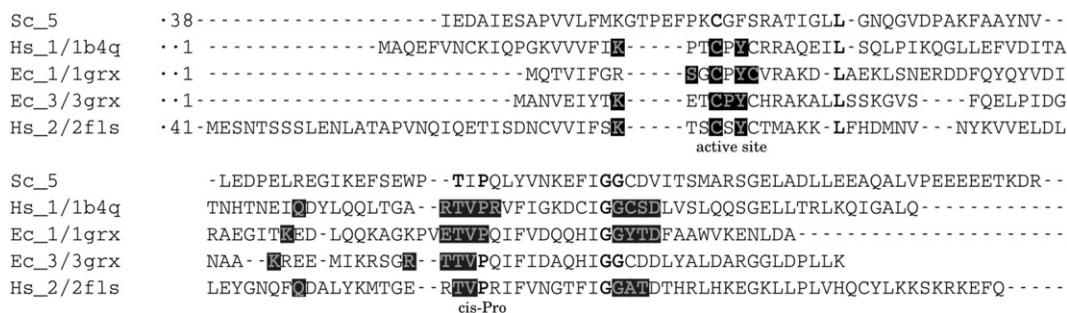 Sc_5 ·38--------------------IEDAIESAPVVLFMKGTPEFPKCGFSRATIGLL-GNQGVDPAKFAAYNV--
Hs_1/1b4q ··1--------------MAQEFVNCKIQPGKVVVFIK-----PTCPYCRRAQEIL-SQLPIKQGLLEFVDITA
Ec_1/1grx ··1-------------------------MQTVIFGR-----SGCPYCVRAKD-LAEKLSNERDDFQYQYVDI
Ec_3/3grx ··1------------------------MANVEIYTK-----ETCPYCHRAKALLSSKGVS---FQELPIDG
Hs_2/2fls ·41-MESNTSSSLENLATAPVNQIQETISDNCVVIFSK-----TSCSYCTMAKK-LFHDMNV---NYKVVELDL
active site
Sc_5 -LEDPELREGIKEFSEWP--TIPQLYVNKEFIGGCDVITSMARSGELADLLEEAQALVPEEEEETKDR-
Hs_1/1b4q TNHTNEIQDYLQQLTGA--RTVPRVFIGKDCIGGCSDLVSLQQSGELLTRLKQIGALQ-----------
Ec_1/1grx RAEGITKED-LQQKAGKPVETVPQIFVDQQHIGGYTDFAAWVKENLDA---------------------
Ec_3/3grx NAA--KREE-MIKRSGR--TTVPQIFIDAQHIGGCDDLYALDARGGLDPLLK
Hs_2/2fls LEYGNQFQDALYKMTGE--RTVPRIFVNGTFIGGATDTHRLHKEGKLLPLVHQCYLKKSKRKEFQ-----
cis-Pro